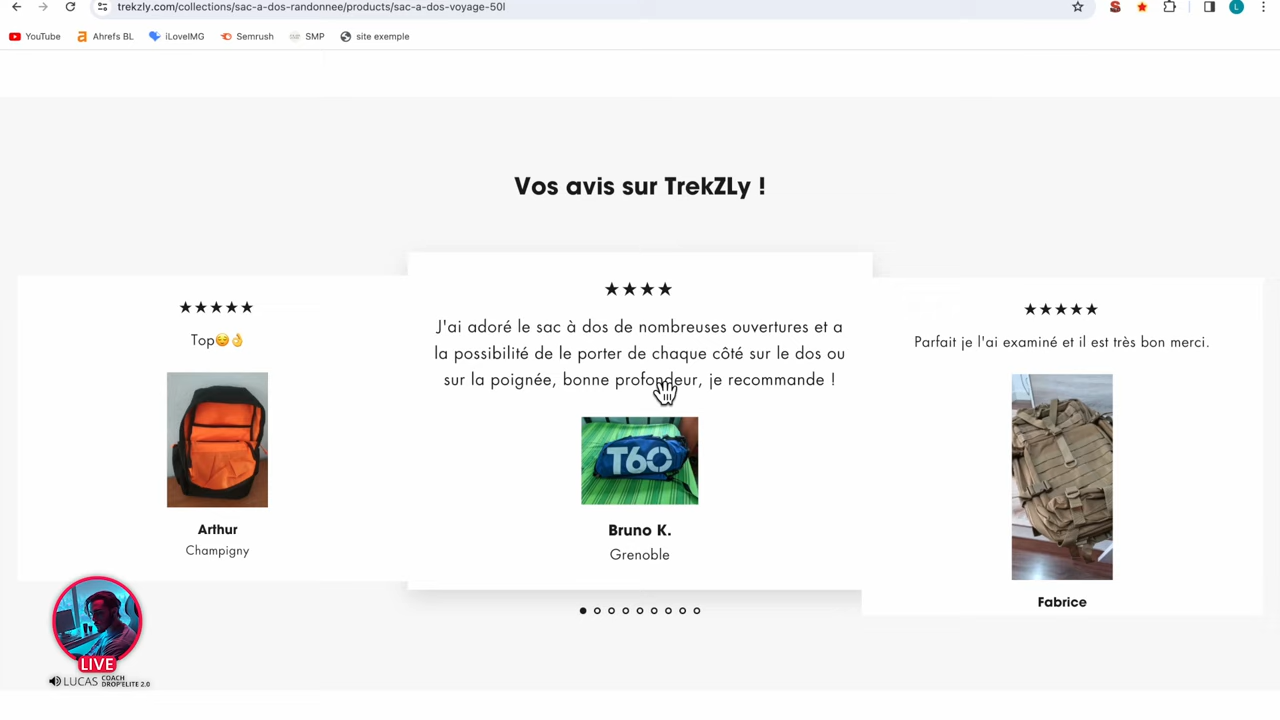 trekzly.com/collections/sac-a-dos-randonnee/products/sac-a-dos-voyage-50l
S
L
YouTube
a Ahrefs BL
iLoveIMG
Semrush
SMP SMP
site exemple
Vos avis sur TrekZLy !
★★★★★
Top😌👌
Arthur
Champigny
★★★★
J'ai adoré le sac à dos de nombreuses ouvertures et a
la possibilité de le porter de chaque côté sur le dos ou
sur la poignée, bonne profondeur, je recommande !
T60
Bruno K.
Grenoble
★★★★★
Parfait je l'ai examiné et il est très bon merci.
Fabrice
LIVE
LUCAS COACH
DROP'ELITE 2.0